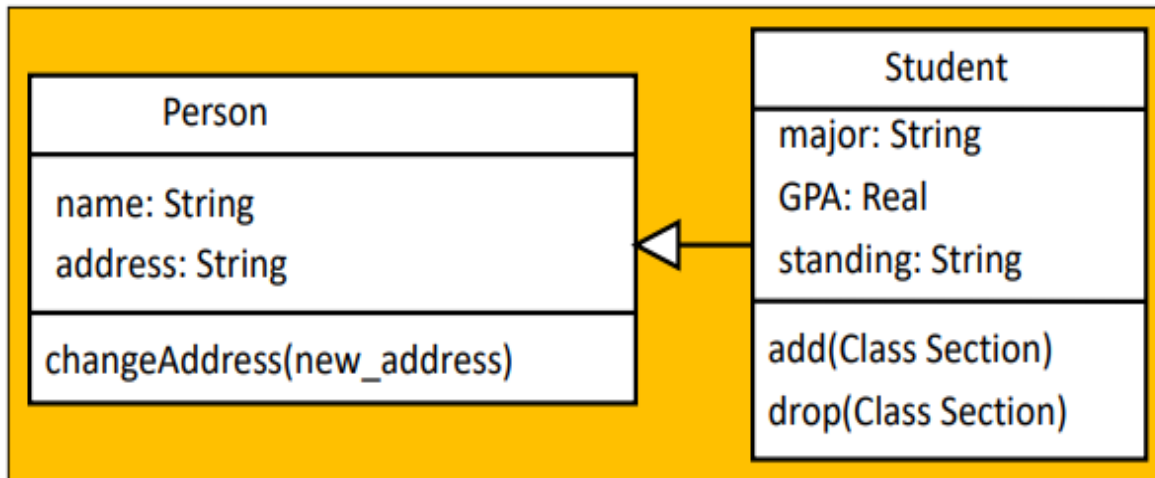 Person
name: String
address: String
changeAddress(new_address)
Student
major: String
GPA: Real
standing: String
add(Class Section)
drop(Class Section)